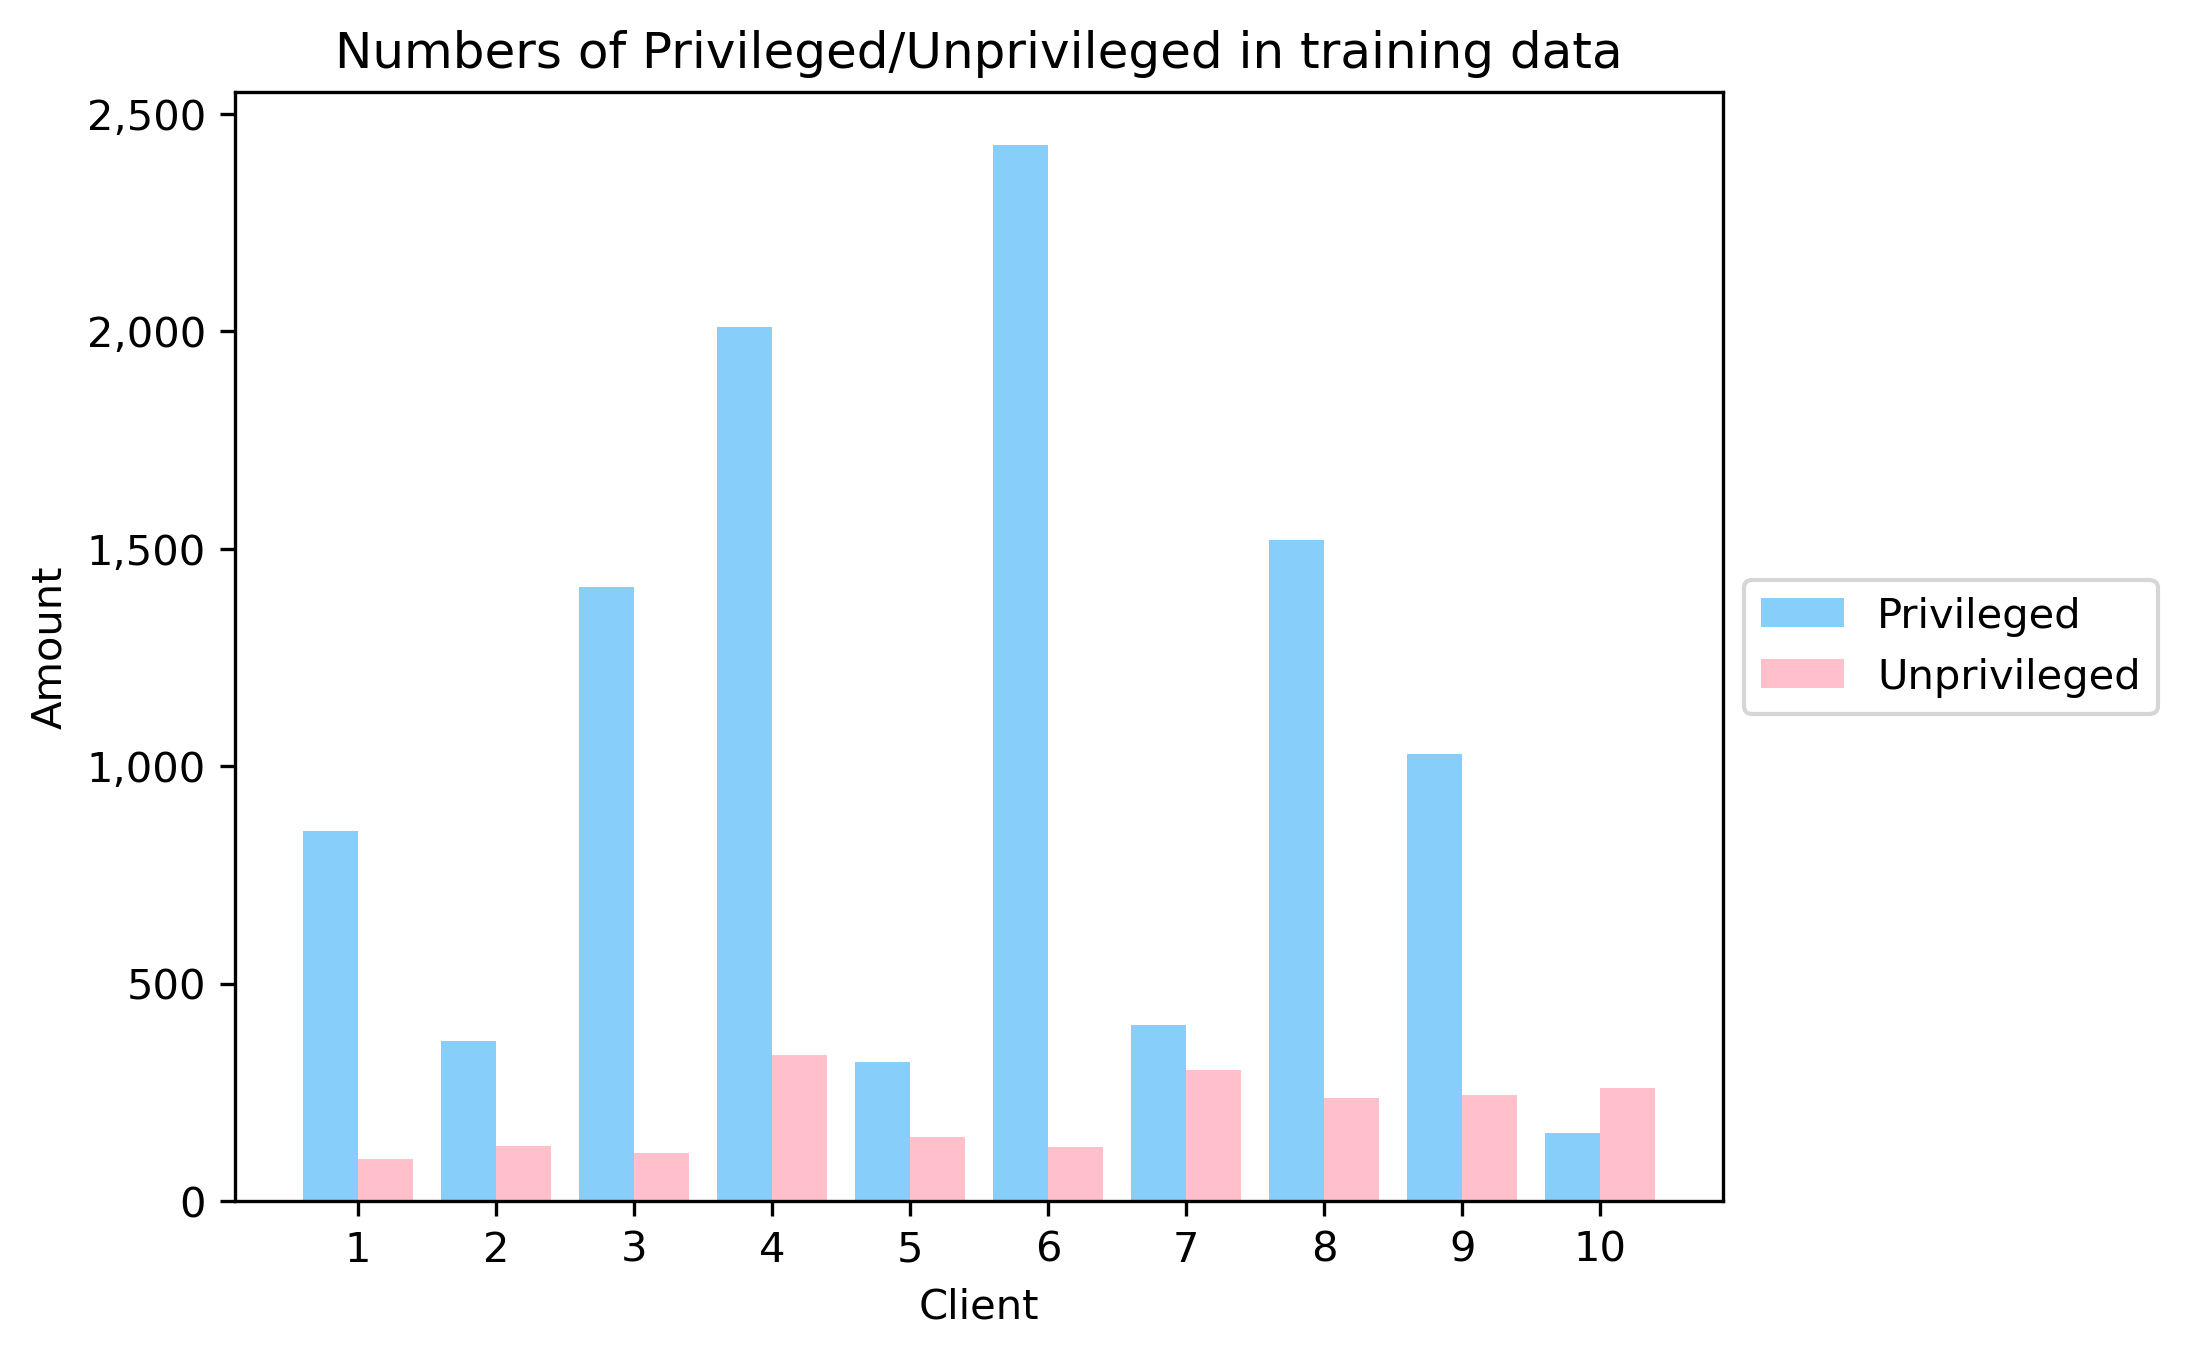 Numbers of Privileged/Unprivileged in training data
2,500
2,000
1,500
1,000
500
0
Amount
1 2 3 4 5 6 7 8 9 10
Client
Privileged
Unprivileged